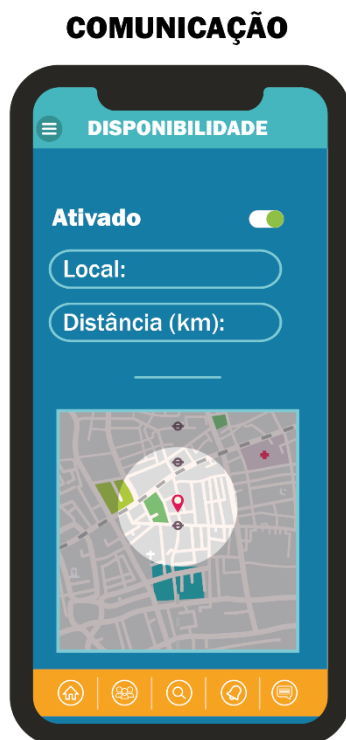 COMUNICAÇÃO
DISPONIBILIDADE
Ativado
Local:
Distância (km):